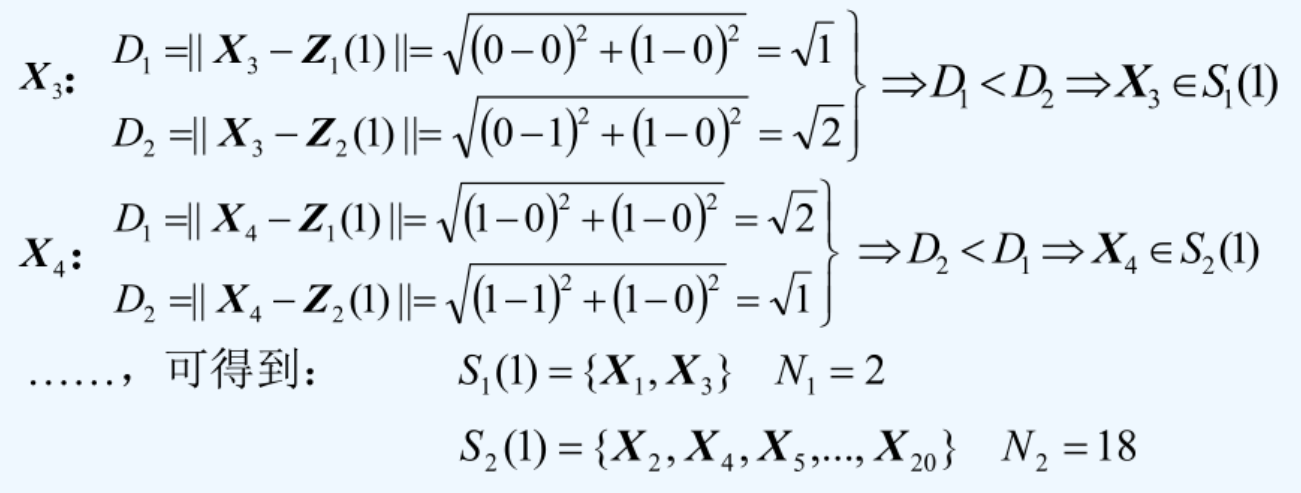 X₃: D₁ =‖ X₃ − Z₁(1) ‖= √((0−0)² + (1−0)²) = √1
D₂ =‖ X₃ − Z₂(1) ‖= √((0−1)² + (1−0)²) = √2
⇒ D₁ < D₂ ⇒ X₃ ∈ S₁(1)
X₄: D₁ =‖ X₄ − Z₁(1) ‖= √((1−0)² + (1−0)²) = √2
D₂ =‖ X₄ − Z₂(1) ‖= √((1−1)² + (1−0)²) = √1
⇒ D₂ < D₁ ⇒ X₄ ∈ S₂(1)
……，可得到： S₁(1) = {X₁, X₃} N₁ = 2
S₂(1) = {X₂, X₄, X₅,..., X₂₀} N₂ = 18